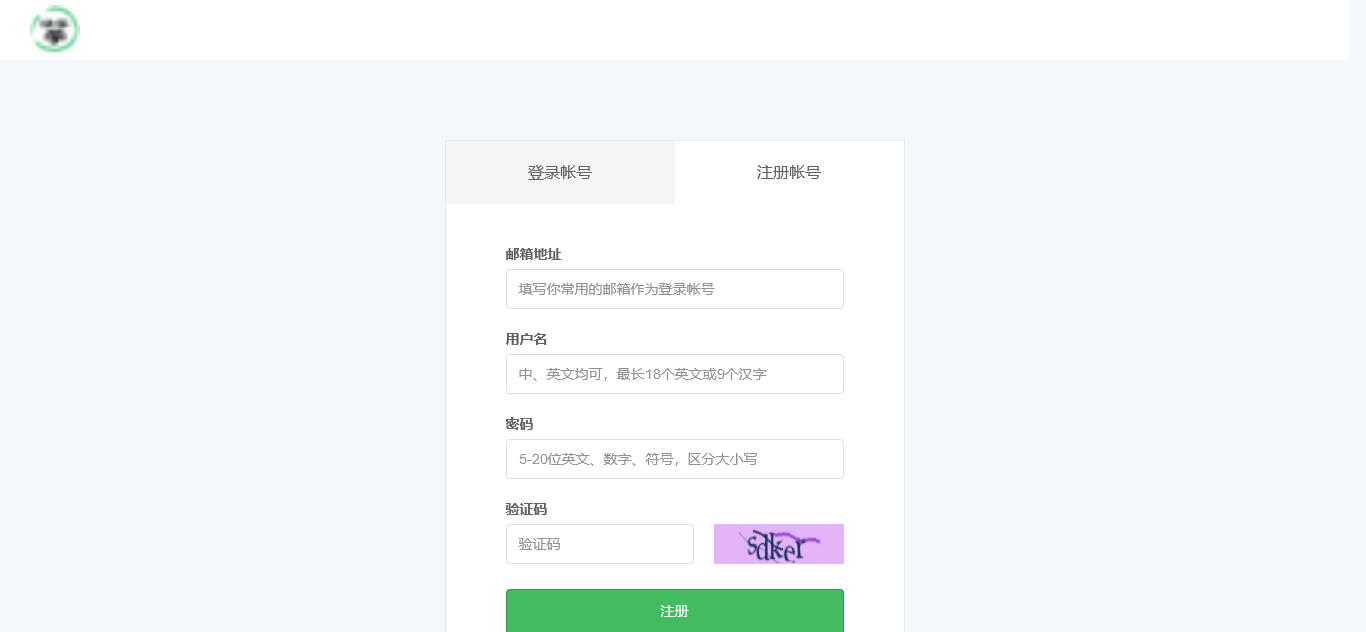 登录帐号
注册帐号
邮箱地址
填写你常用的邮箱作为登录帐号
用户名
中、英文均可，最长18个英文或9个汉字
密码
5-20位英文、数字、符号，区分大小写
验证码
验证码
sdker
注册